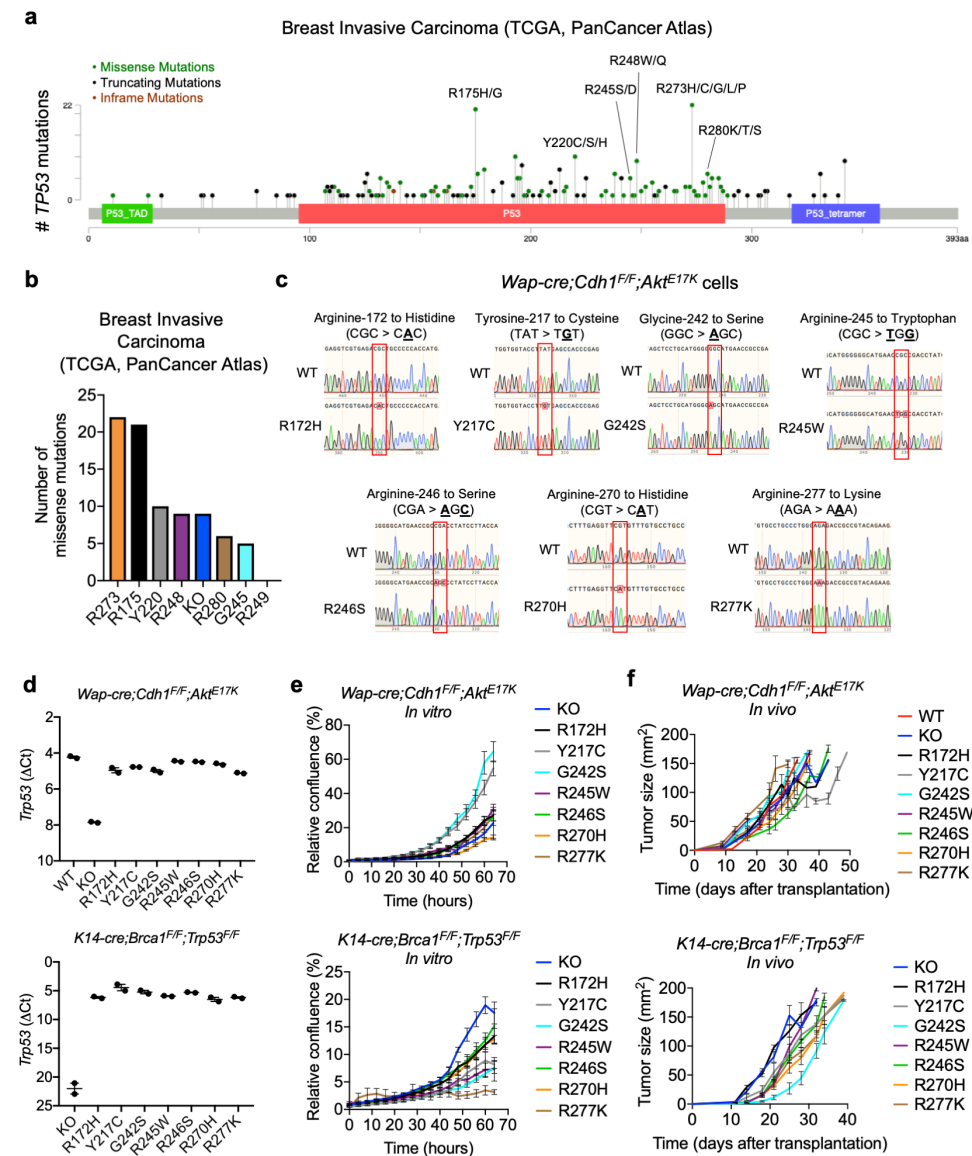 a
Breast Invasive Carcinoma (TCGA, PanCancer Atlas)
• Missense Mutations
• Truncating Mutations
• Inframe Mutations
# TP53 mutations
22
0
R175H/G
Y220C/S/H
R245S/D
R248W/Q
R273H/C/G/L/P
R280K/T/S
P53_TAD
P53
P53_tetramer
0
100
200
300
393aa
b
Breast Invasive
Carcinoma
(TCGA, PanCancer Atlas)
Number of
missense mutations
25
20
15
10
5
0
R273
R175
Y220
R248
KO
R280
G245
R249
c
Wap-cre;Cdh1F/F;AktE17K cells
Arginine-172 to Histidine
(CGC > CAC)
WT
GAGGTCGTGAGACGCTGCCCCCACCATG
R172H
GAGGTCGTGAGACACTGCCCCCACCATG
Tyrosine-217 to Cysteine
(TAT > TGT)
WT
TGGTGGTACCTTATGAGCCACCCGAG
Y217C
Glycine-242 to Serine
(GGC > AGC)
WT
AGCTCCTGCATGGGGGGCATGAACCGCCGA
G242S
AGCTCCTGCATGGGGAGCATGAACCGCCGA
Arginine-245 to Tryptophan
(CGC > TGG)
WT
R245W
Arginine-246 to Serine
(CGA > AGC)
WT
R246S
Arginine-270 to Histidine
(CGT > CAT)
WT
CTTTGAGGTTCGTGTTTGTGCCTGCC
R270H
CTTTGAGGTTCATGTTTGTGCCTGCC
Arginine-277 to Lysine
(AGA > AAA)
WT
GTGCCCTGCCCTGGGAGAGACCGCCGTACAGAAG
R277K
d
Wap-cre;Cdh1F/F;AktE17K
Trp53 (ΔCt)
2
4
6
8
10
WT
KO
R172H
Y217C
G242S
R245W
R246S
R270H
R277K
K14-cre;Brca1F/F;Trp53F/F
Trp53 (ΔCt)
0
5
10
15
20
25
KO
R172H
Y217C
G242S
R245W
R246S
R270H
R277K
e
Wap-cre;Cdh1F/F;AktE17K
In vitro
Relative confluence (%)
80
60
40
20
0
0 10 20 30 40 50 60 70
Time (hours)
KO
R172H
Y217C
G242S
R245W
R246S
R270H
R277K
K14-cre;Brca1F/F;Trp53F/F
In vitro
Relative confluence (%)
25
20
15
10
5
0
0 10 20 30 40 50 60 70
Time (hours)
KO
R172H
Y217C
G242S
R245W
R246S
R270H
R277K
f
Wap-cre;Cdh1F/F;AktE17K
In vivo
Tumor size (mm2)
200
150
100
50
0
0 10 20 30 40 50
Time (days after transplantation)
WT
KO
R172H
Y217C
G242S
R245W
R246S
R270H
R277K
K14-cre;Brca1F/F;Trp53F/F
In vivo
Tumor size (mm2)
200
150
100
50
0
0 10 20 30 40
Time (days after transplantation)
KO
R172H
Y217C
G242S
R245W
R246S
R270H
R277K